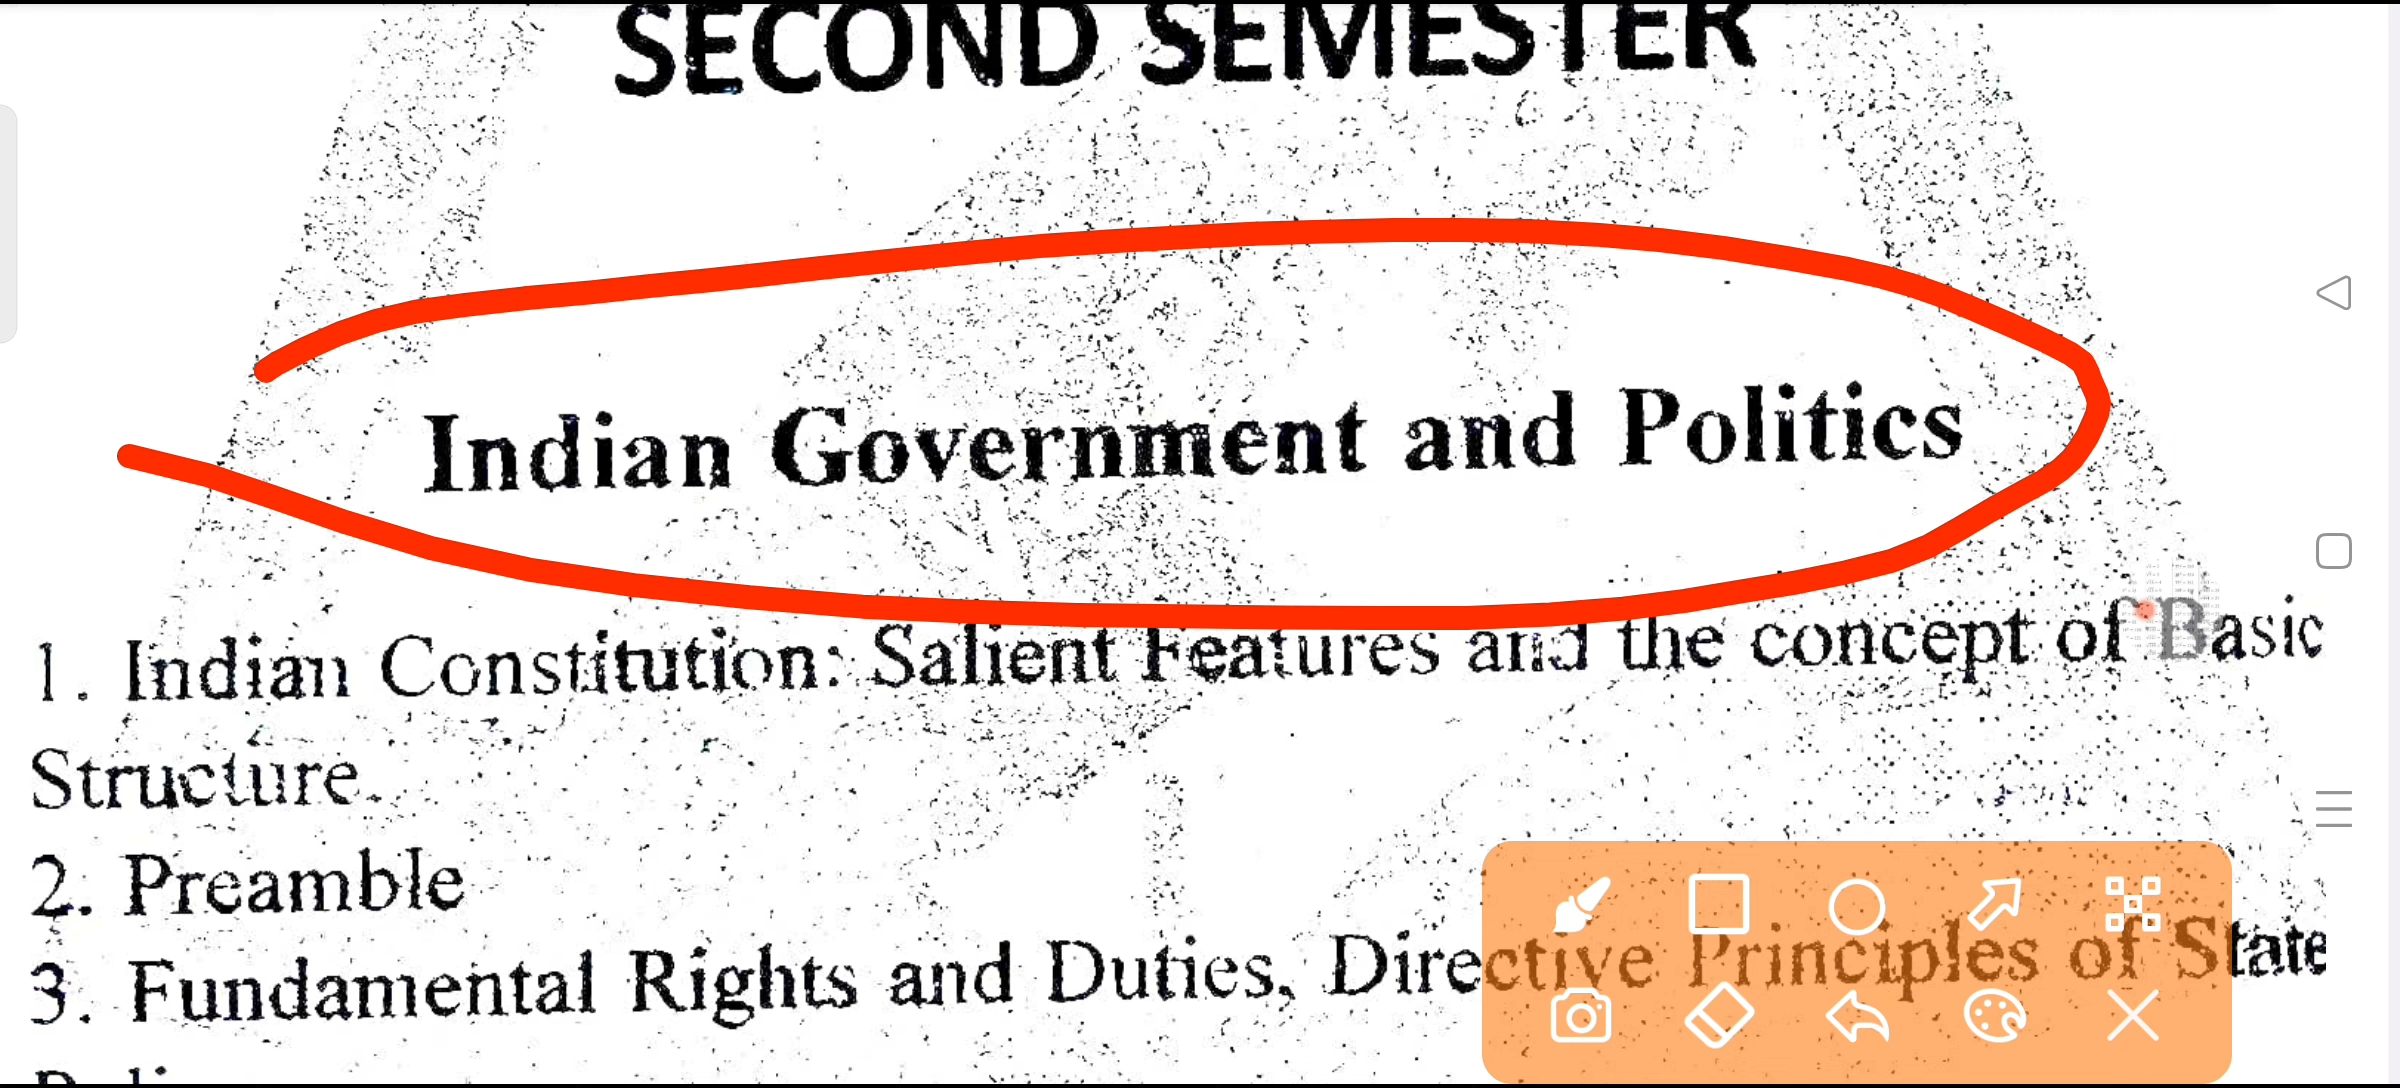 SECOND SEMESTER
Indian Government and Politics
1. Indian Constitution: Salient Features and the concept of Basic
Structure.
2. Preamble
3. Fundamental Rights and Duties, Directive Principles of State